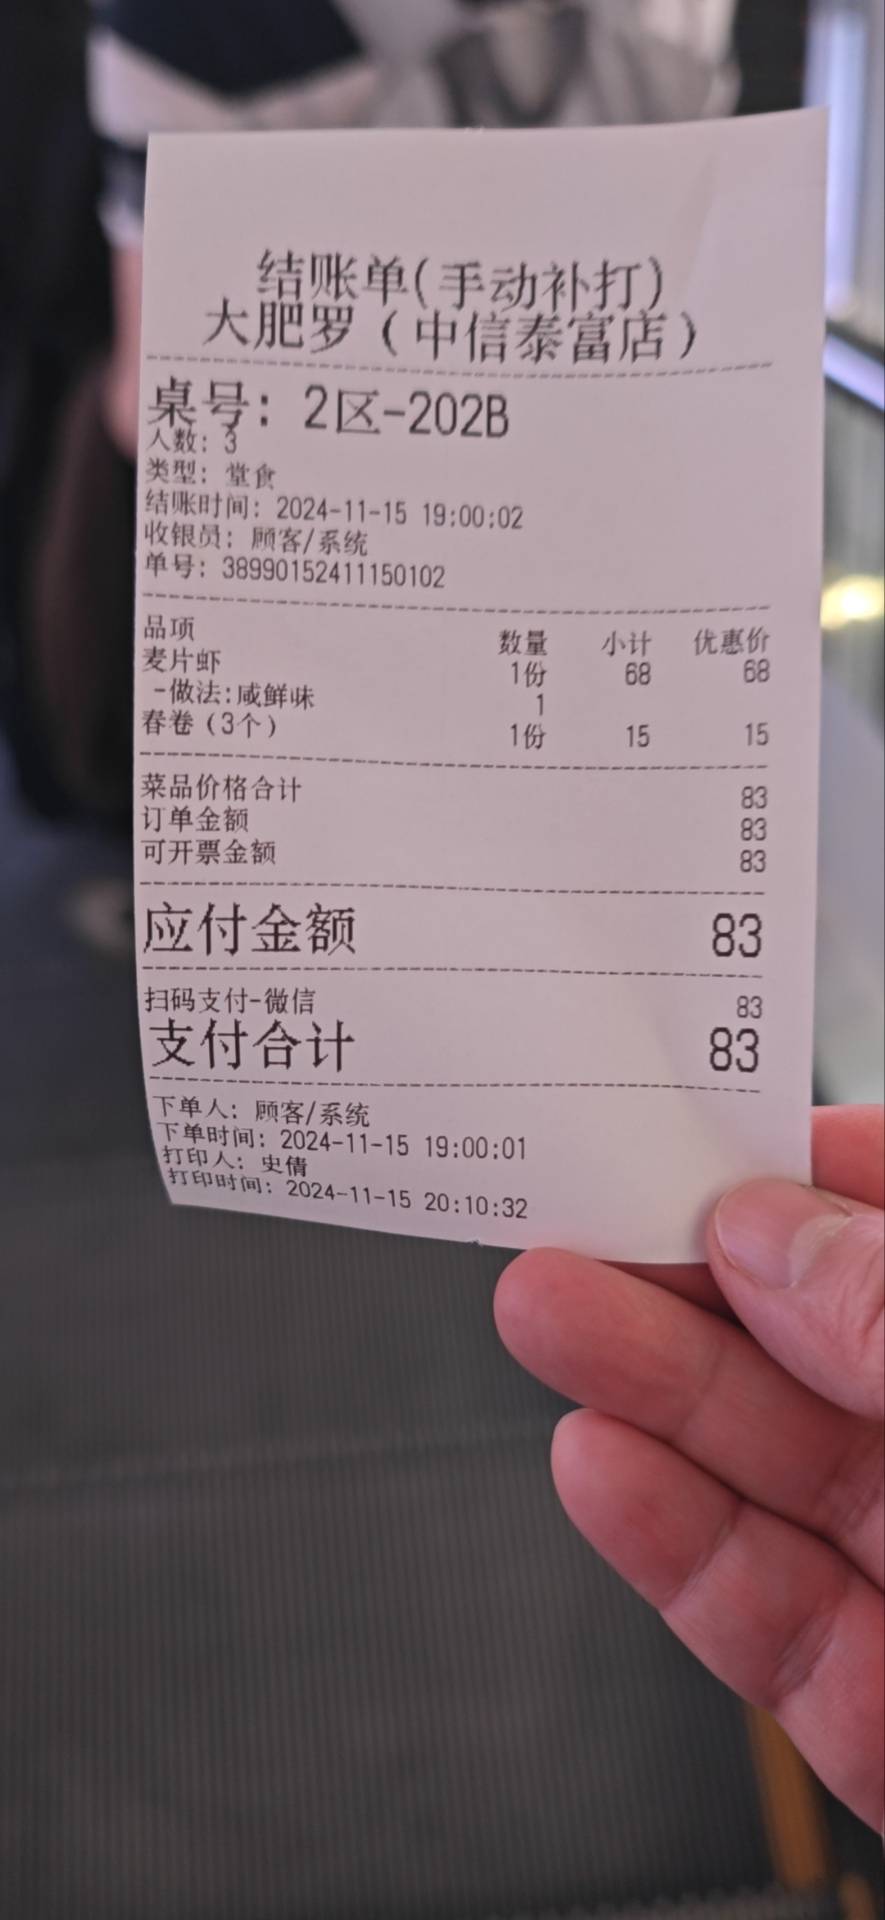 结账单(手动补打)
大肥罗（中信泰富店）
桌号: 2区-202B
人数: 3
类型: 堂食
结账时间: 2024-11-15 19:00:02
收银员: 顾客/系统
单号: 38990152411150102
品项 数量 小计 优惠价
麦片虾 1份 68 68
-做法:咸鲜味 1
春卷（3个） 1份 15 15
菜品价格合计 83
订单金额 83
可开票金额 83
应付金额 83
扫码支付-微信 83
支付合计 83
下单人: 顾客/系统
下单时间: 2024-11-15 19:00:01
打印人: 史倩
打印时间: 2024-11-15 20:10:32